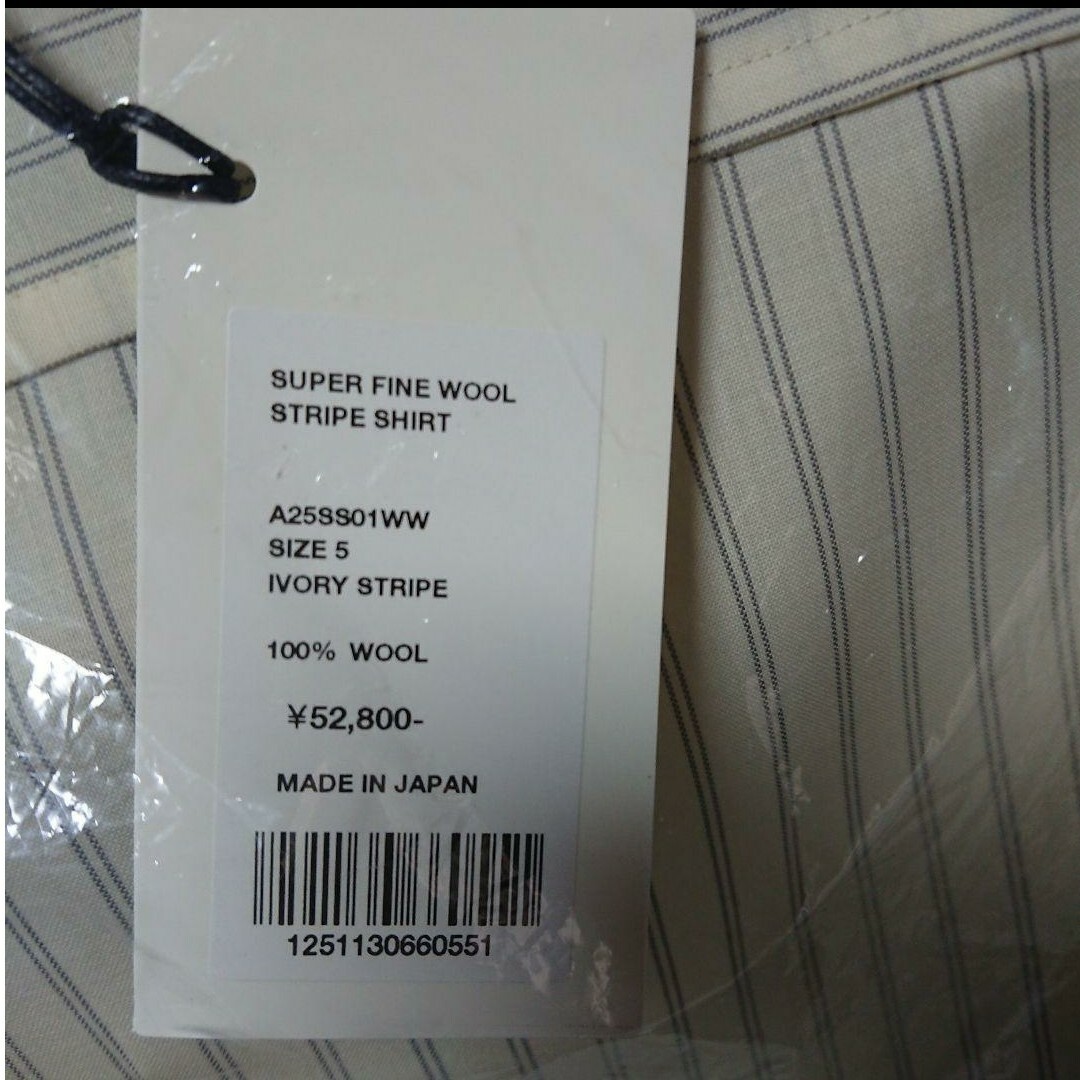 SUPER FINE WOOL
STRIPE SHIRT
A25SS01WW
SIZE 5
IVORY STRIPE
100% WOOL
¥52,800-
MADE IN JAPAN
1251130660551